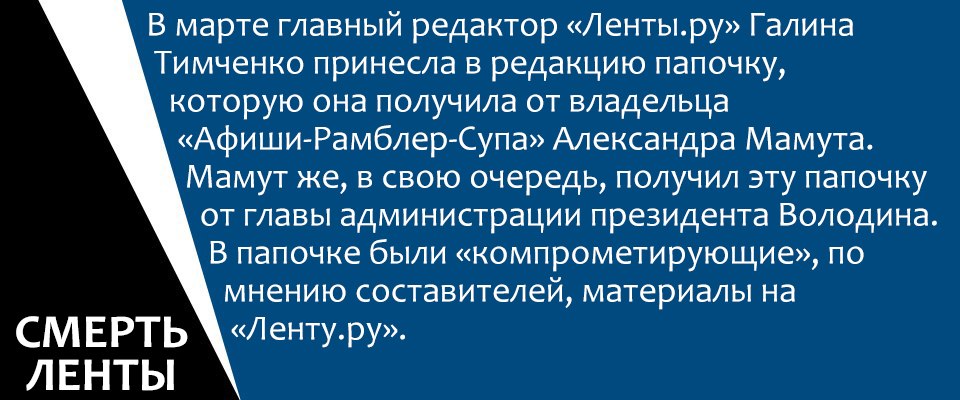 В марте главный редактор «Ленты.ру» Галина
Тимченко принесла в редакцию папочку,
которую она получила от владельца
«Афиши-Рамблер-Супа» Александра Мамута.
Мамут же, в свою очередь, получил эту папочку
от главы администрации президента Володина.
В папочке были «компрометирующие», по
мнению составителей, материалы на
«Ленту.ру».
СМЕРТЬ
ЛЕНТЫ